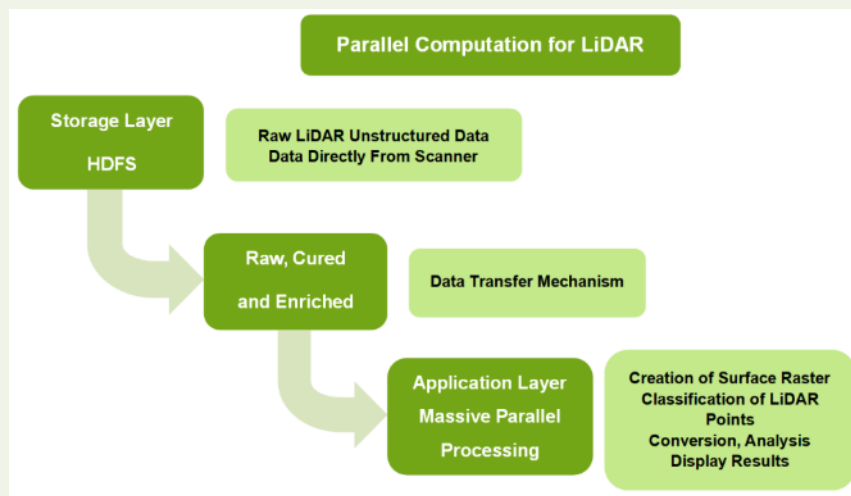 Parallel Computation for LiDAR
Storage Layer
HDFS
Raw LiDAR Unstructured Data
Data Directly From Scanner
Raw, Cured
and Enriched
Data Transfer Mechanism
Application Layer
Massive Parallel
Processing
Creation of Surface Raster
Classification of LiDAR
Points
Conversion, Analysis
Display Results